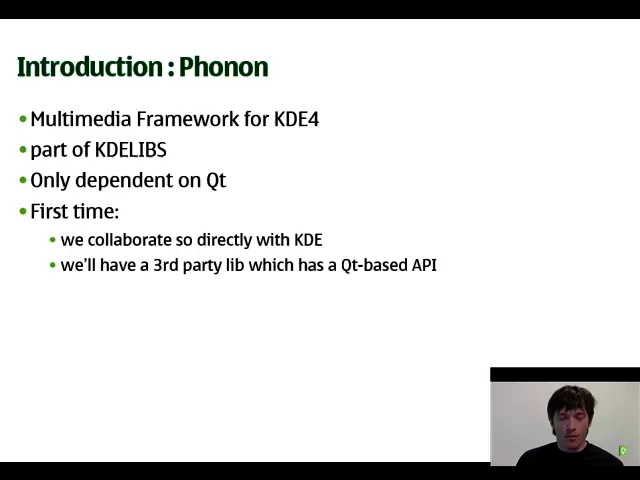 Introduction : Phonon
• Multimedia Framework for KDE4
• part of KDELIBS
• Only dependent on Qt
• First time:
• we collaborate so directly with KDE
• we'll have a 3rd party lib which has a Qt-based API
Qt